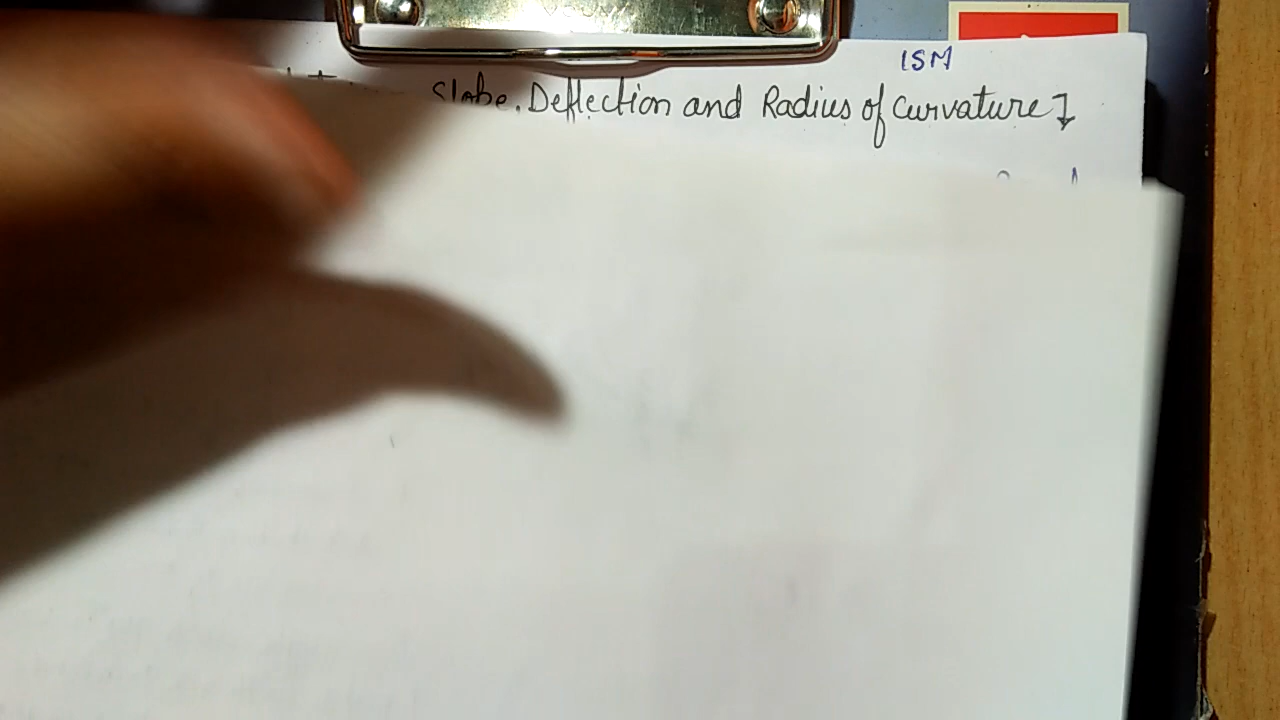 ISM
Slope, Deflection and Radius of Curvature